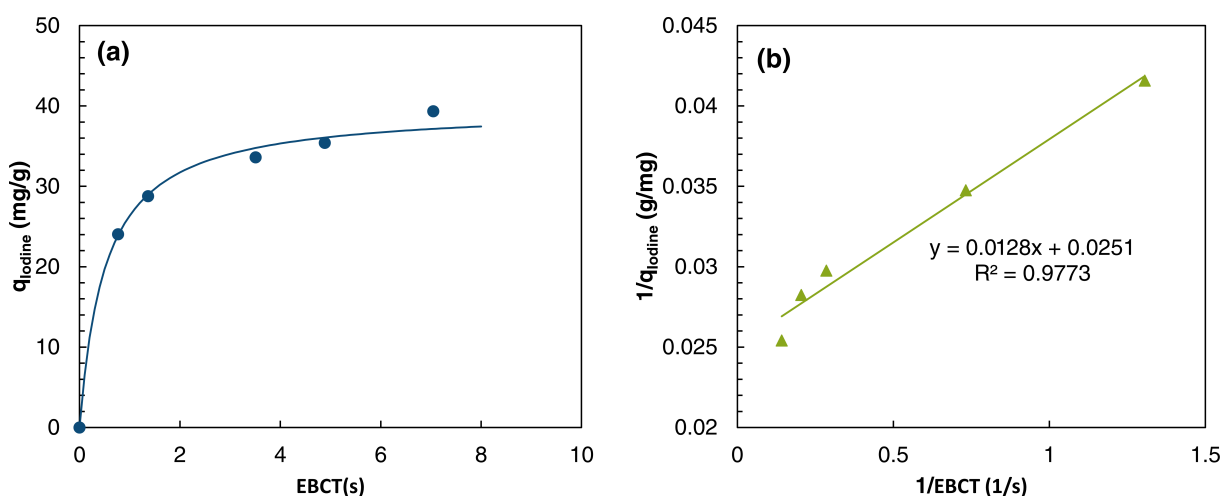 (a)
50
40
30
20
10
0
qIodine (mg/g)
0 2 4 6 8 10
EBCT(s)
(b)
0.045
0.04
0.035
0.03
0.025
0.02
1/qIodine (g/mg)
y = 0.0128x + 0.0251
R² = 0.9773
0 0.5 1 1.5
1/EBCT (1/s)